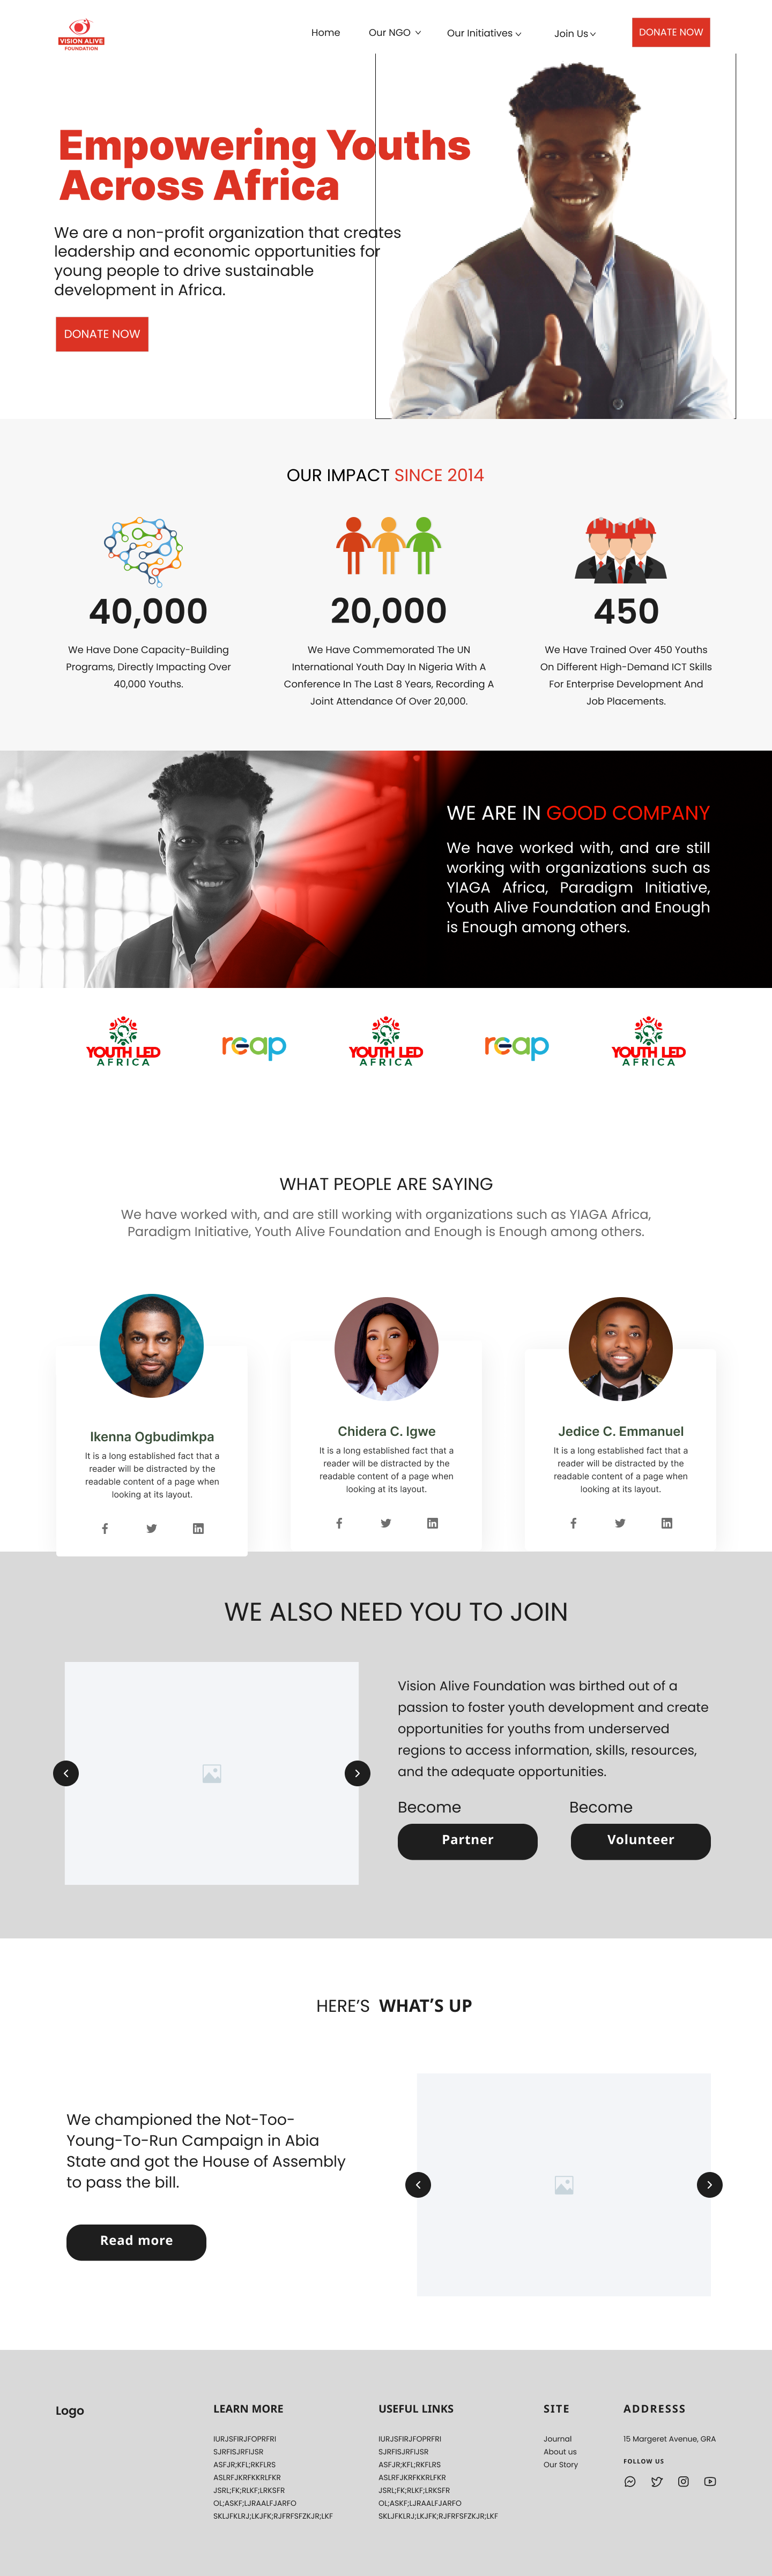 VISION ALIVE
FOUNDATION
Home
Our NGO
Our Initiatives
Join Us
DONATE NOW
Empowering Youths
Across Africa
We are a non-profit organization that creates
leadership and economic opportunities for
young people to drive sustainable
development in Africa.
DONATE NOW
OUR IMPACT SINCE 2014
40,000
We Have Done Capacity-Building
Programs, Directly Impacting Over
40,000 Youths.
20,000
We Have Commemorated The UN
International Youth Day In Nigeria With A
Conference In The Last 8 Years, Recording A
Joint Attendance Of Over 20,000.
450
We Have Trained Over 450 Youths
On Different High-Demand ICT Skills
For Enterprise Development And
Job Placements.
WE ARE IN GOOD COMPANY
We have worked with, and are still
working with organizations such as
YIAGA Africa, Paradigm Initiative,
Youth Alive Foundation and Enough
is Enough among others.
YOUTH LED
AFRICA
reap
YOUTH LED
AFRICA
reap
YOUTH LED
AFRICA
WHAT PEOPLE ARE SAYING
We have worked with, and are still working with organizations such as YIAGA Africa,
Paradigm Initiative, Youth Alive Foundation and Enough is Enough among others.
Ikenna Ogbudimkpa
It is a long established fact that a
reader will be distracted by the
readable content of a page when
looking at its layout.
Chidera C. Igwe
It is a long established fact that a
reader will be distracted by the
readable content of a page when
looking at its layout.
Jedice C. Emmanuel
It is a long established fact that a
reader will be distracted by the
readable content of a page when
looking at its layout.
WE ALSO NEED YOU TO JOIN
Vision Alive Foundation was birthed out of a
passion to foster youth development and create
opportunities for youths from underserved
regions to access information, skills, resources,
and the adequate opportunities.
Become
Partner
Become
Volunteer
HERE'S WHAT'S UP
We championed the Not-Too-
Young-To-Run Campaign in Abia
State and got the House of Assembly
to pass the bill.
Read more
Logo
LEARN MORE
IURJSFIRJFOPRFRI
SJRFISJRFIJSR
ASFJR;KFL;RKFLRS
ASLRFJKRFKKRLFKR
JSRL;FK;RLKF;LRKSFR
OL;ASKF;LJRAALFJARFO
SKLJFKLRJ;LKJFK;RJFRFSFZKJR;LKF
USEFUL LINKS
IURJSFIRJFOPRFRI
SJRFISJRFIJSR
ASFJR;KFL;RKFLRS
ASLRFJKRFKKRLFKR
JSRL;FK;RLKF;LRKSFR
OL;ASKF;LJRAALFJARFO
SKLJFKLRJ;LKJFK;RJFRFSFZKJR;LKF
SITE
Journal
About us
Our Story
ADDRESSS
15 Margeret Avenue, GRA
FOLLOW US